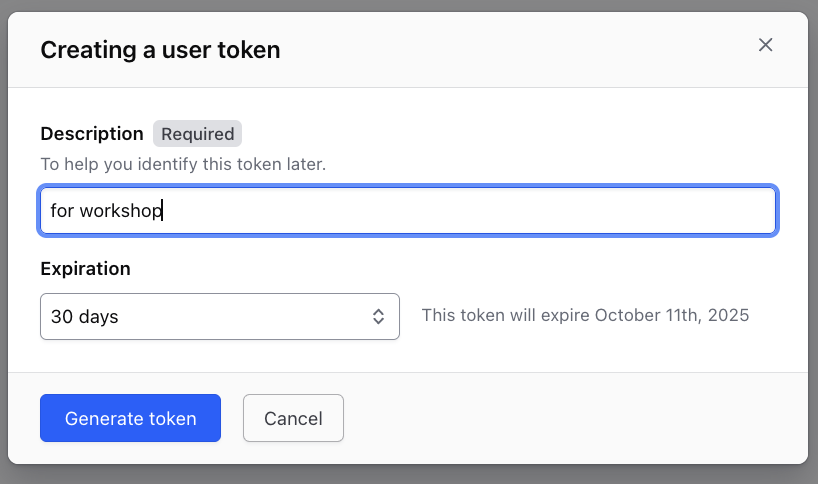 Creating a user token
Description Required
To help you identify this token later.
for workshop
Expiration
30 days This token will expire October 11th, 2025
Generate token Cancel